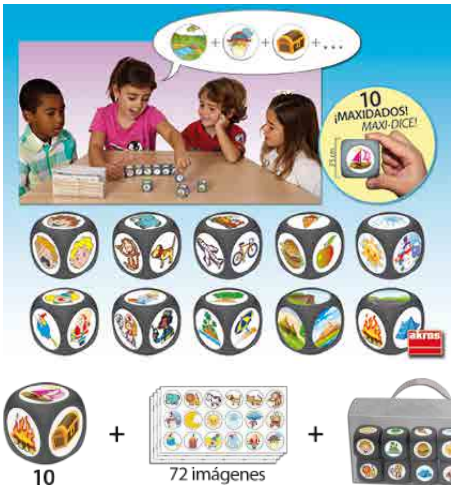 + + + ...
10
¡MAXIDADOS!
MAXI-DICE!
akros
+ +
10
72 imágenes